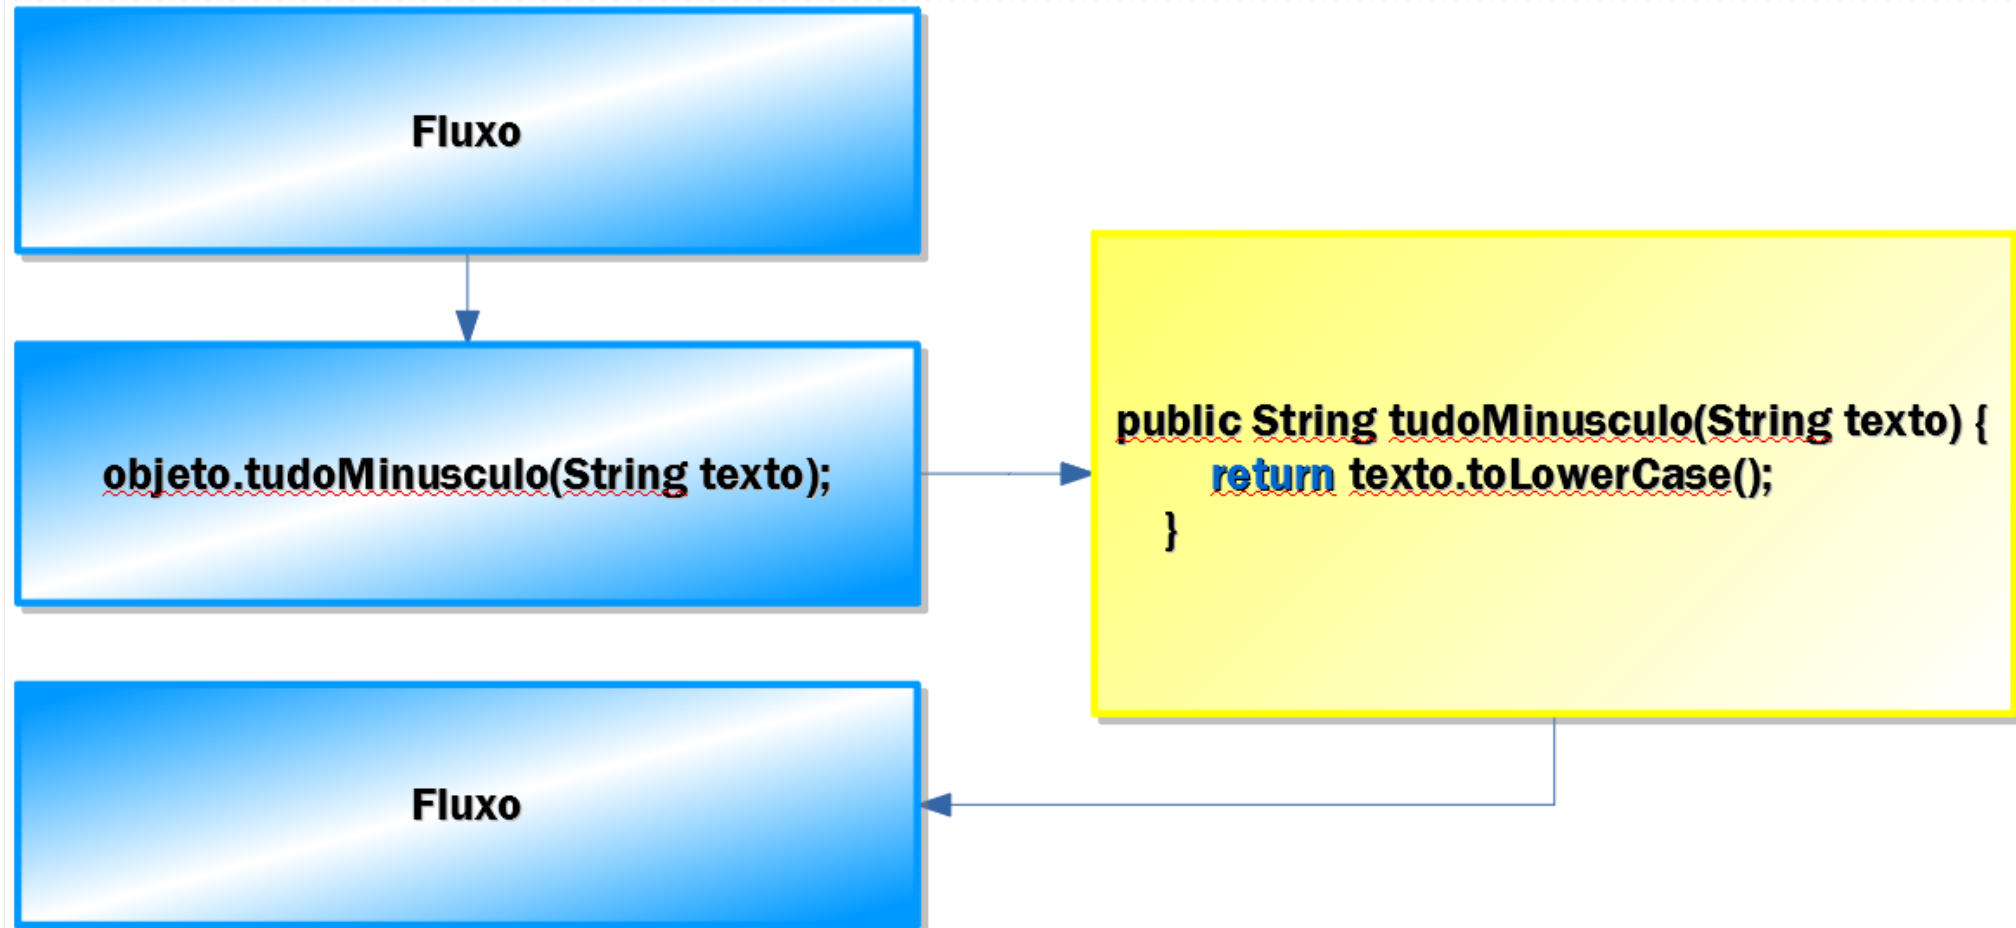 Fluxo
objeto.tudoMinusculo(String texto);
public String tudoMinusculo(String texto) {
return texto.toLowerCase();
}
Fluxo